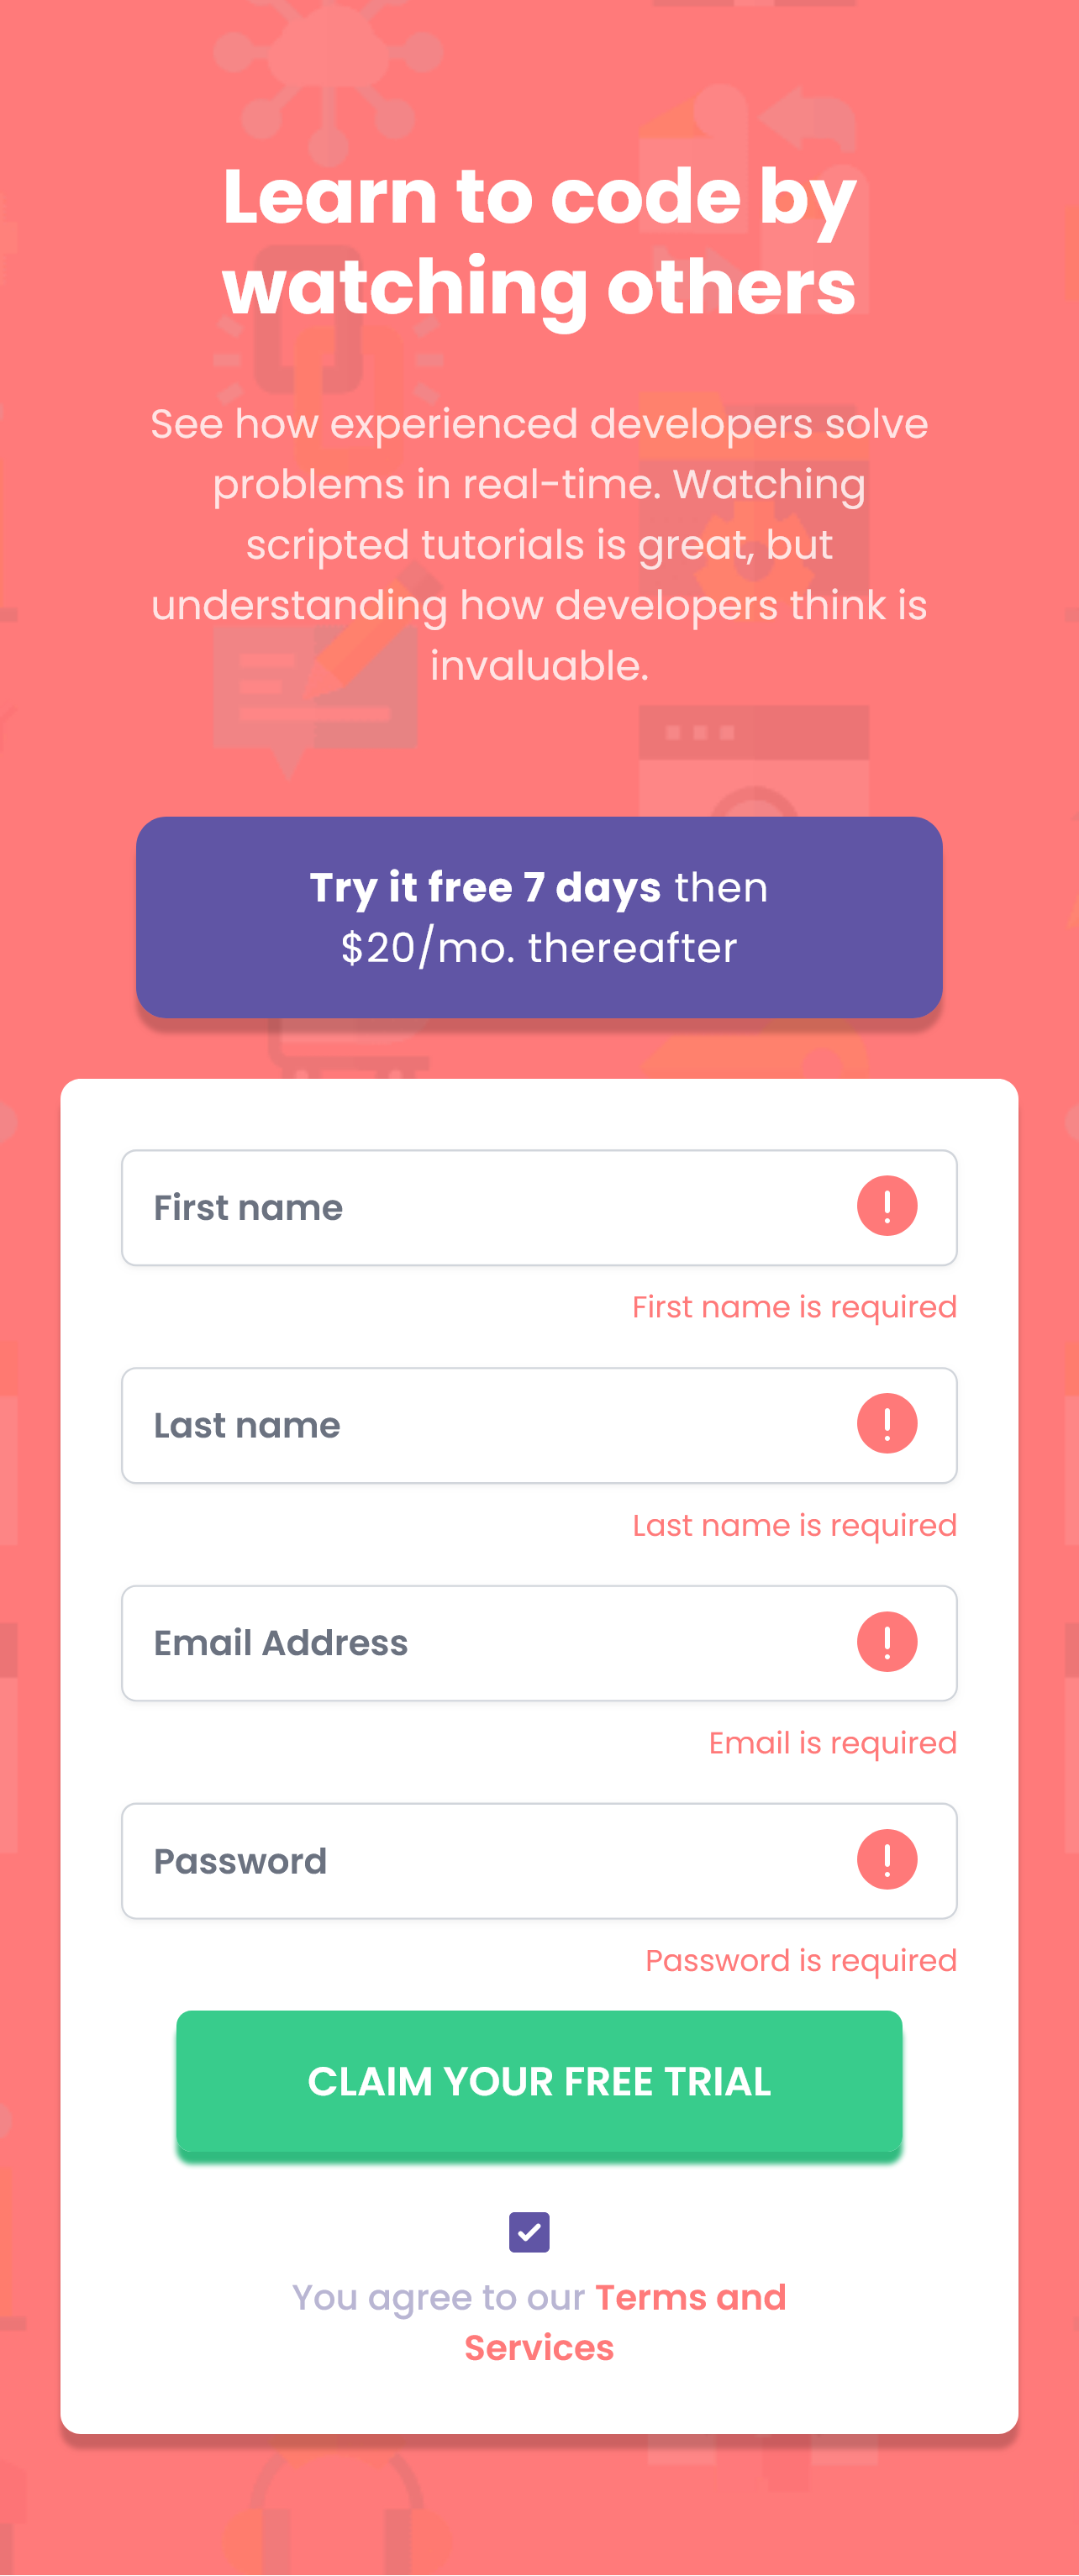 Learn to code by
watching others
See how experienced developers solve
problems in real-time. Watching
scripted tutorials is great, but
understanding how developers think is
invaluable.
Try it free 7 days then
$20/mo. thereafter
First name
First name is required
Last name
Last name is required
Email Address
Email is required
Password
Password is required
CLAIM YOUR FREE TRIAL
You agree to our Terms and
Services